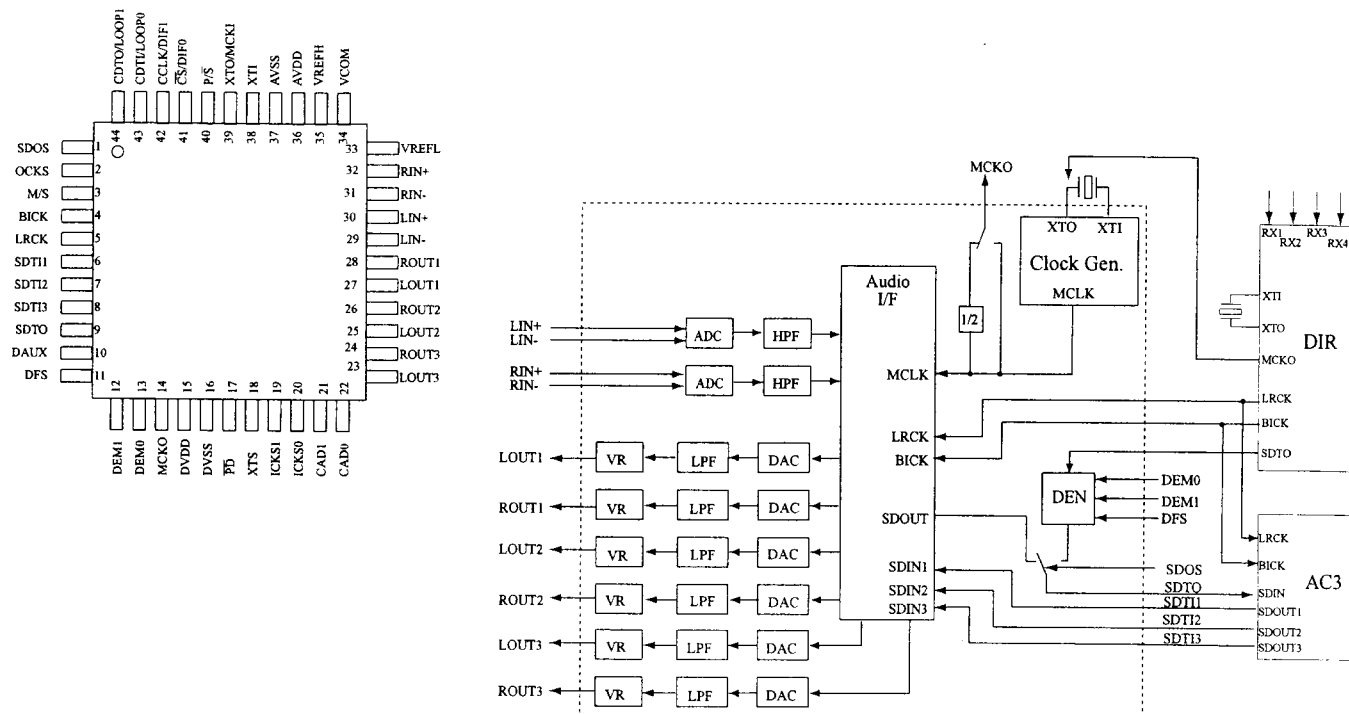 CDTO/LOOP1
CDTI/LOOP0
CCLK/DIF1
CS/DIF0
P/S
XTO/MCKI
XTI
AVSS
AVDD
VREFH
VCOM
44 43 42 41 40 39 38 37 36 35 34
SDOS 1
OCKS 2
M/S 3
BICK 4
LRCK 5
SDTI1 6
SDTI2 7
SDTI3 8
SDTO 9
DAUX 10
DFS 11
33 VREFL
32 RIN+
31 RIN-
30 LIN+
29 LIN-
28 ROUT1
27 LOUT1
26 ROUT2
25 LOUT2
24 ROUT3
23 LOUT3
12 13 14 15 16 17 18 19 20 21 22
DEM1
DEM0
MCKO
DVDD
DVSS
PD
XTS
ICKS1
ICKS0
CAD1
CAD0
MCKO
XTO XTI
Clock Gen.
MCLK
1/2
Audio
I/F
MCLK
LRCK
BICK
SDOUT
SDIN1
SDIN2
SDIN3
LIN+
LIN-
ADC HPF
RIN+
RIN-
ADC HPF
LOUT1 VR LPF DAC
ROUT1 VR LPF DAC
LOUT2 VR LPF DAC
ROUT2 VR LPF DAC
LOUT3 VR LPF DAC
ROUT3 VR LPF DAC
DEN
DEM0
DEM1
DFS
SDOS
SDTO
SDTI1
SDTI2
SDTI3
RX1 RX2 RX3 RX4
XTI
XTO
DIR
MCKO
LRCK
BICK
SDTO
LRCK
BICK
AC3
SDIN
SDOUT1
SDOUT2
SDOUT3